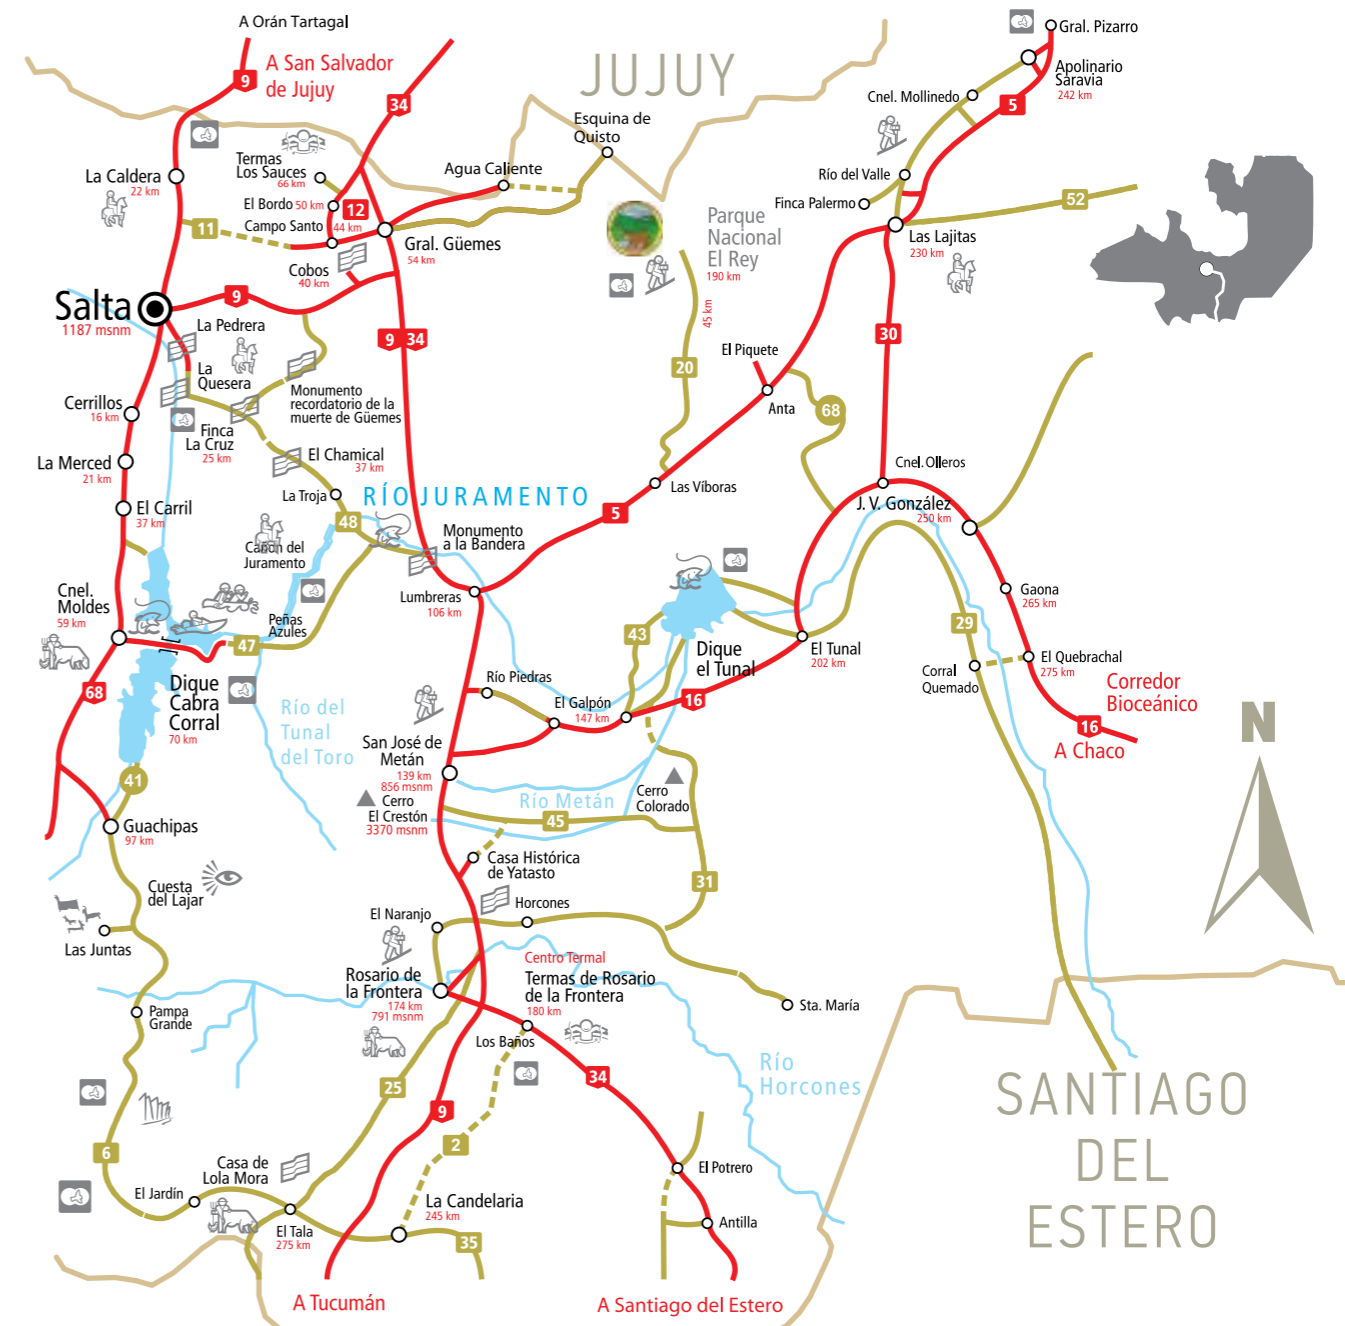 A Orán Tartagal
9
A San Salvador
de Jujuy
34
JUJUY
Gral. Pizarro
Apolinario
Saravia
242 km
Cnel. Mollinedo
5
Esquina de
Quisto
Termas
Los Sauces
66 km
Agua Caliente
La Caldera
22 km
El Bordo 50 km
12
Río del Valle
Finca Palermo
52
11
Campo Santo
44 km
Gral. Güemes
54 km
Parque
Nacional
El Rey
190 km
Las Lajitas
230 km
Cobos
40 km
Salta
1187 msnm
9
La Pedrera
45 km
9 34
30
El Piquete
La
Quesera
20
Monumento
recordatorio de la
muerte de Güemes
Anta
68
Cerrillos
16 km
Finca
La Cruz
25 km
La Merced
21 km
El Chamical
37 km
Cnel. Olleros
Las Víboras
La Troja
RÍO JURAMENTO
El Carril
37 km
J. V. González
250 km
5
48
Monumento
a la Bandera
Cañón del
Juramento
Cnel.
Moldes
59 km
Lumbreras
106 km
Gaona
265 km
Peñas
Azules
47
43
29
Dique
el Tunal
El Tunal
202 km
El Quebrachal
275 km
Corral
Quemado
Corredor
Bioceánico
68
Dique
Cabra
Corral
70 km
Río Piedras
El Galpón
147 km
16
Río del
Tunal
del Toro
16
A Chaco
N
San José de
Metán
139 km
856 msnm
41
Cerro
El Crestón
3370 msnm
Río Metán
Cerro
Colorado
45
Guachipas
97 km
Casa Histórica
de Yatasto
31
Cuesta
del Lajar
El Naranjo
Horcones
Las Juntas
Centro Termal
Rosario de
la Frontera
174 km
791 msnm
Termas de Rosario
de la Frontera
180 km
Sta. María
Pampa
Grande
Los Baños
Río
Horcones
34
25
SANTIAGO
DEL
ESTERO
9
2
6
Casa de
Lola Mora
El Potrero
El Jardín
La Candelaria
245 km
Antilla
El Tala
275 km
35
A Tucumán
A Santiago del Estero